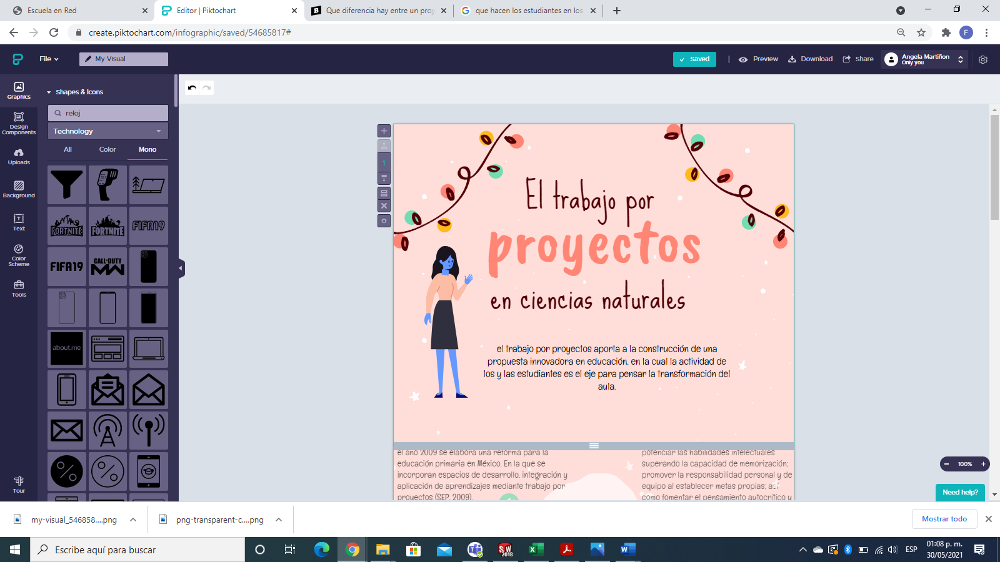 Escuela en Red
Editor | Piktochart
Que diferencia hay entre un proy
que hacen los estudiantes en los
create.piktochart.com/infographic/saved/54685817#
F
File
My Visual
Saved
Preview
Download
Share
Angela Martiñon
Only you
Graphics
Design
Components
Uploads
Background
Text
Color
Scheme
Tools
Tour
Shapes & Icons
reloj
Technology
All
Color
Mono
FORTNITE
FORTNITE
FIFA19
FIFA19
CALL OF DUTY
MW
about.me
1
El trabajo por
proyectos
en ciencias naturales
el trabajo por proyectos aporta a la construcción de una
propuesta innovadora en educación, en la cual la actividad de
los y las estudiantes es el eje para pensar la transformación del
aula.
el año 2009 se elabora una reforma para la
educación primaria en México. En la que se
incorporan espacios de desarrollo, integración y
aplicación de aprendizajes mediante trabajo por
proyectos (SEP, 2009).
potenciar las habilidades intelectuales
superando la capacidad de memorización;
promover la responsabilidad personal y de
equipo al establecer metas propias; así
como fomentar el pensamiento autocrítico y
100%
Need help?
my-visual_546858....png
png-transparent-c....png
Mostrar todo
Escribe aquí para buscar
SW
2018
ESP
01:08 p. m.
30/05/2021